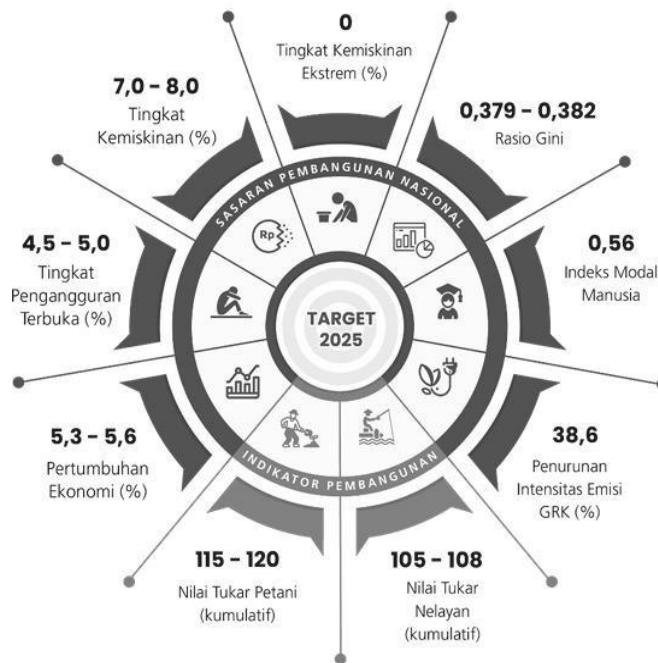 0
Tingkat Kemiskinan
Ekstrem (%)
0,379 – 0,382
Rasio Gini
0,56
Indeks Modal
Manusia
38,6
Penurunan
Intensitas Emisi
GRK (%)
105 – 108
Nilai Tukar
Nelayan
(kumulatif)
115 – 120
Nilai Tukar Petani
(kumulatif)
5,3 – 5,6
Pertumbuhan
Ekonomi (%)
4,5 – 5,0
Tingkat
Pengangguran
Terbuka (%)
7,0 – 8,0
Tingkat
Kemiskinan (%)
SASARAN PEMBANGUNAN NASIONAL
Rp
TARGET
2025
INDIKATOR PEMBANGUNAN